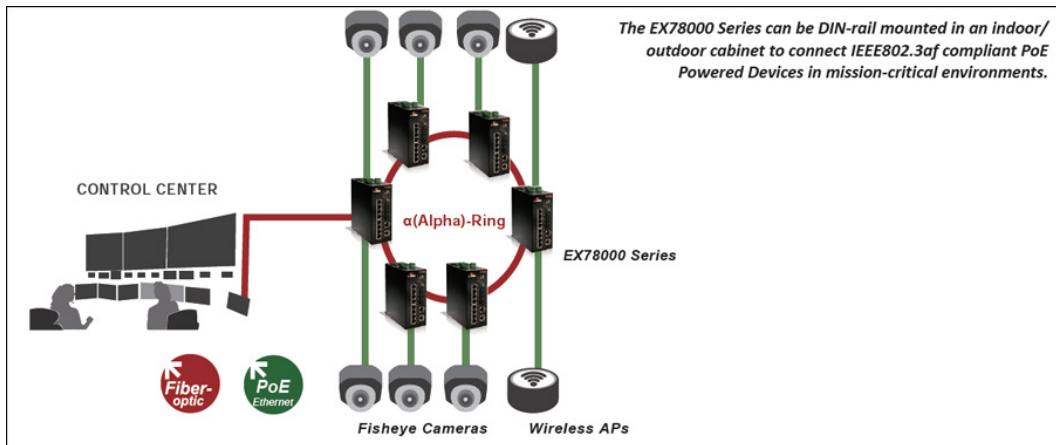 The EX78000 Series can be DIN-rail mounted in an indoor/
outdoor cabinet to connect IEEE802.3af compliant PoE
Powered Devices in mission-critical environments.
CONTROL CENTER
α(Alpha)-Ring
EX78000 Series
Fiber-
optic
PoE
Ethernet
Fisheye Cameras
Wireless APs